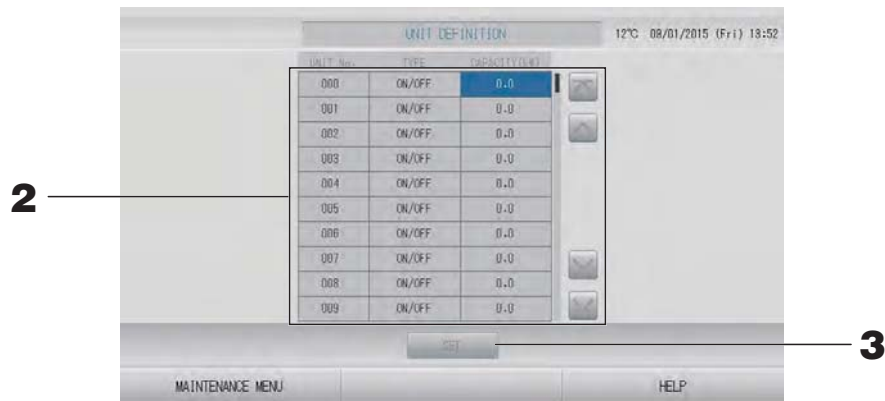 UNIT DEFINITION 12°C 08/01/2015 (Fri) 13:52
UNIT No. TYPE CAPACITY(kW)
000 ON/OFF 0.0
001 ON/OFF 0.0
002 ON/OFF 0.0
003 ON/OFF 0.0
004 ON/OFF 0.0
005 ON/OFF 0.0
006 ON/OFF 0.0
007 ON/OFF 0.0
008 ON/OFF 0.0
009 ON/OFF 0.0
2
SET
3
MAINTENANCE MENU HELP